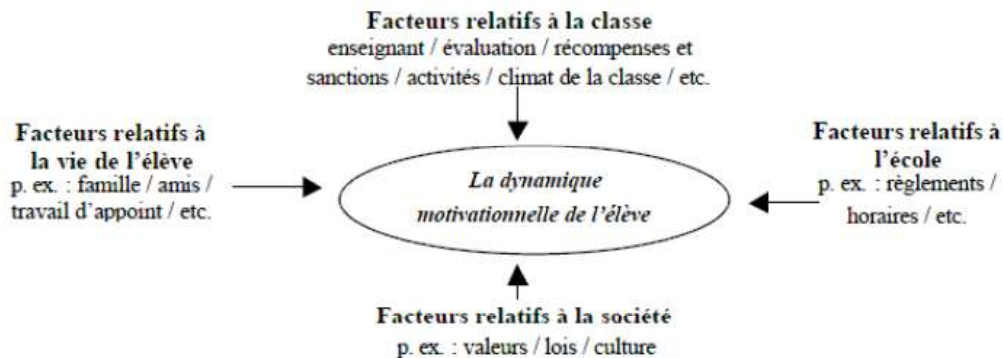 Facteurs relatifs à la classe
enseignant / évaluation / récompenses et
sanctions / activités / climat de la classe / etc.
Facteurs relatifs à
la vie de l'élève
p. ex. : famille / amis /
travail d'appoint / etc.
La dynamique
motivationnelle de l'élève
Facteurs relatifs à
l'école
p. ex. : règlements /
horaires / etc.
Facteurs relatifs à la société
p. ex. : valeurs / lois / culture